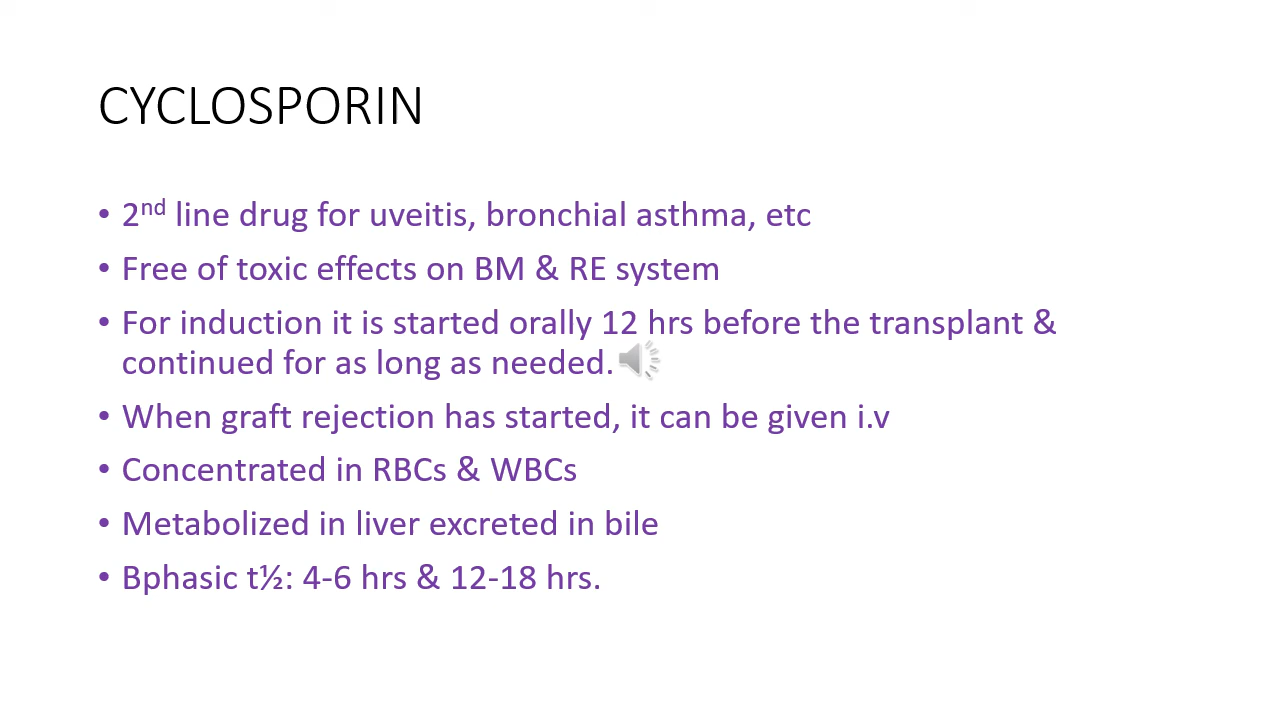 CYCLOSPORIN
• 2nd line drug for uveitis, bronchial asthma, etc
• Free of toxic effects on BM & RE system
• For induction it is started orally 12 hrs before the transplant &
continued for as long as needed.
• When graft rejection has started, it can be given i.v
• Concentrated in RBCs & WBCs
• Metabolized in liver excreted in bile
• Bphasic t½: 4-6 hrs & 12-18 hrs.